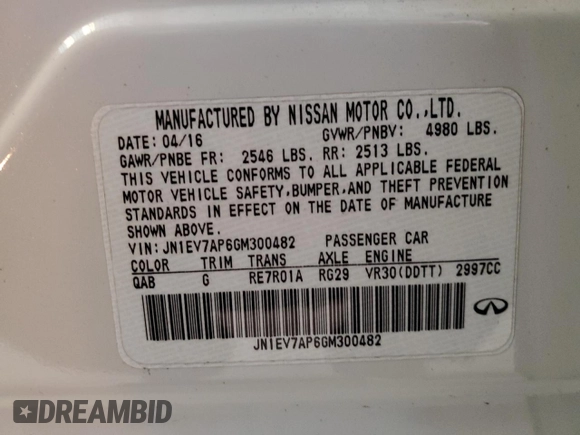 MANUFACTURED BY NISSAN MOTOR CO.,LTD.
DATE: 04/16 GVWR/PNBV: 4980 LBS.
GAWR/PNBE FR: 2546 LBS. RR: 2513 LBS.
THIS VEHICLE CONFORMS TO ALL APPLICABLE FEDERAL
MOTOR VEHICLE SAFETY,BUMPER,AND THEFT PREVENTION
STANDARDS IN EFFECT ON THE DATE OF MANUFACTURE
SHOWN ABOVE.
VIN: JN1EV7AP6GM300482 PASSENGER CAR
COLOR TRIM TRANS AXLE ENGINE
QAB G RE7R01A RG29 VR30(DDTT) 2997CC
JN1EV7AP6GM300482
DREAMBID